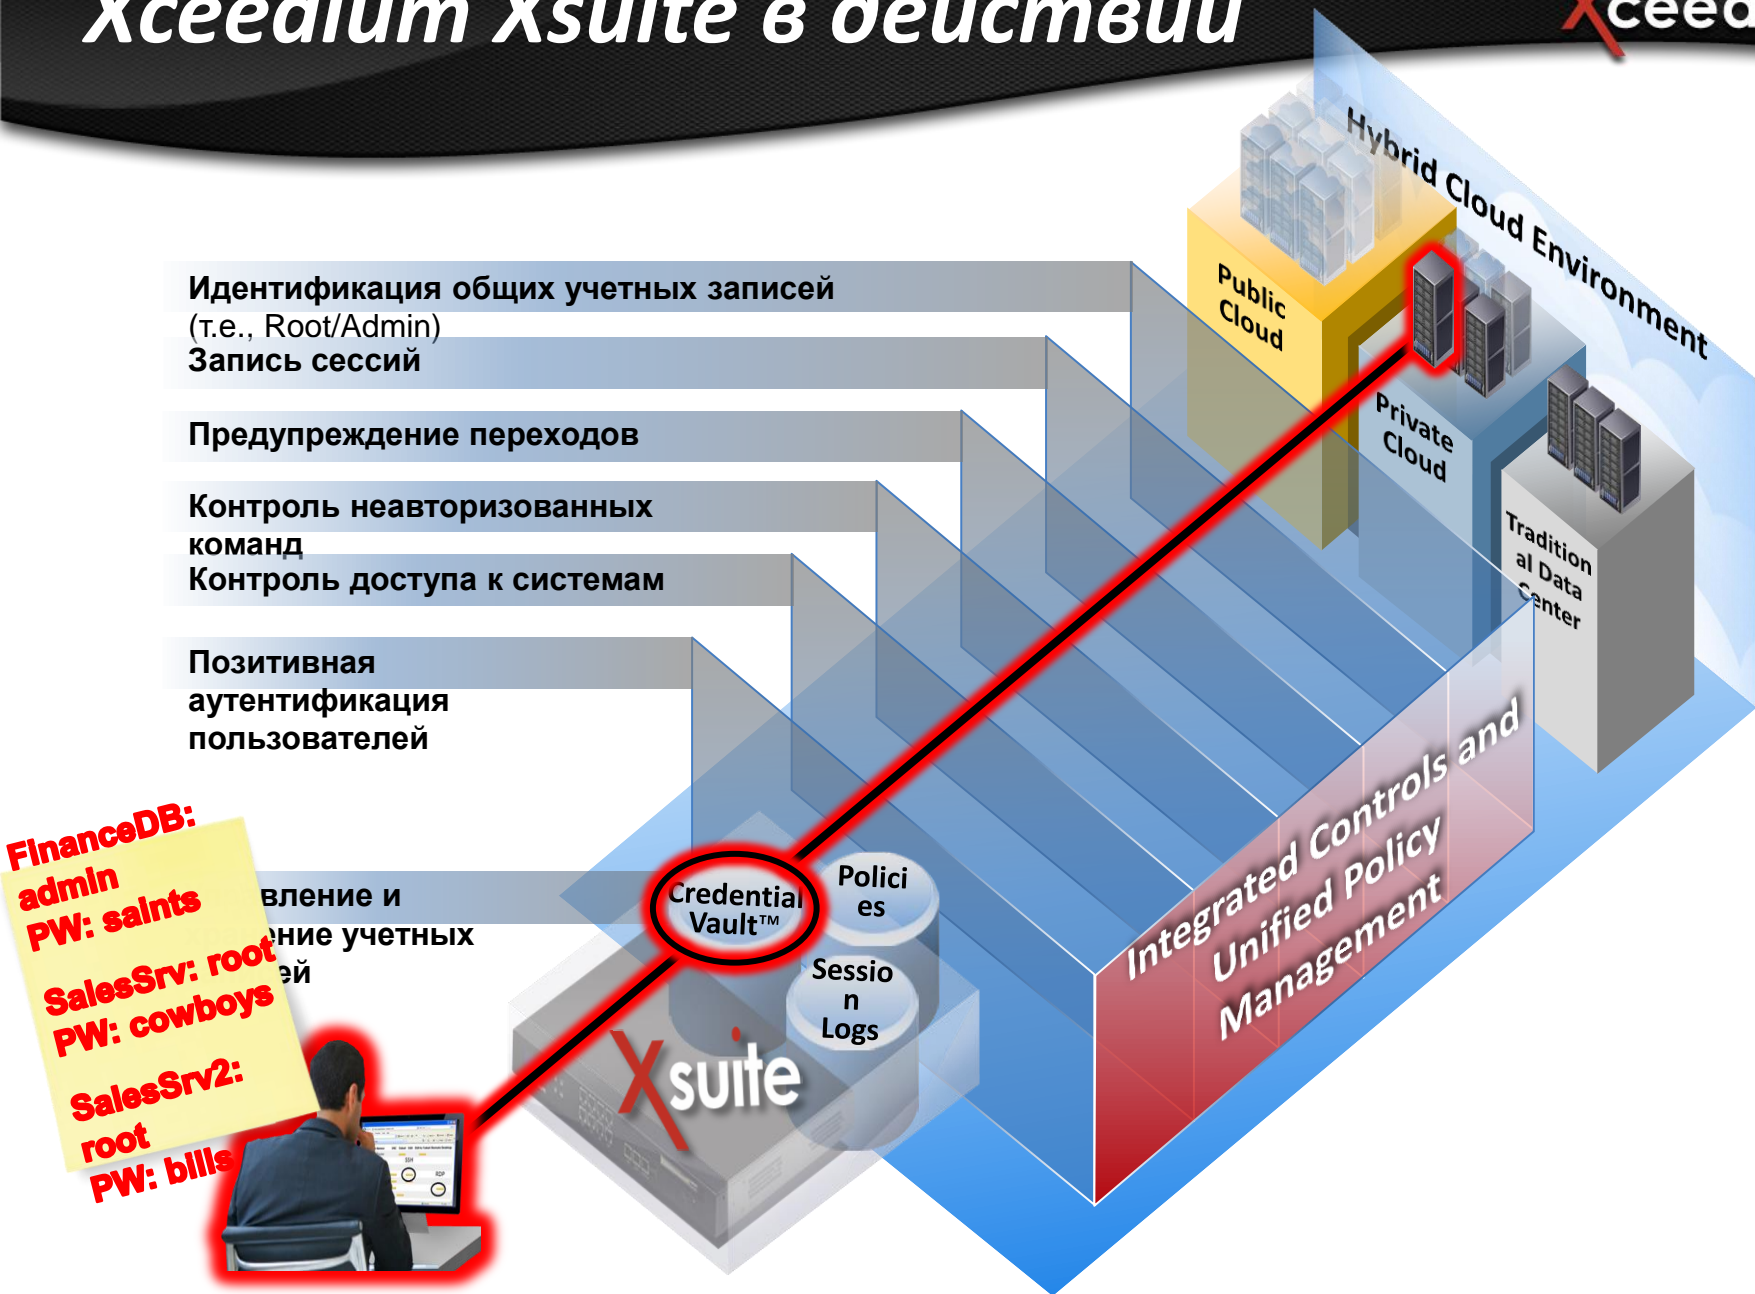 Xceedium Xsuite в действии
Xceed
Hybrid Cloud Environment
Public
Cloud
Private
Cloud
Tradition
al Data
Center
Идентификация общих учетных записей
(т.е., Root/Admin)
Запись сессий
Предупреждение переходов
Контроль неавторизованных
команд
Контроль доступа к системам
Позитивная
аутентификация
пользователей
вление и
ение учетных
ей
FinanceDB:
admin
PW: saints
SalesSrv: root
PW: cowboys
SalesSrv2:
root
PW: bills
Credential
Vault™
Polici
es
Sessio
n
Logs
Xsuite
Integrated Controls and
Unified Policy
Management
SSH
RDP